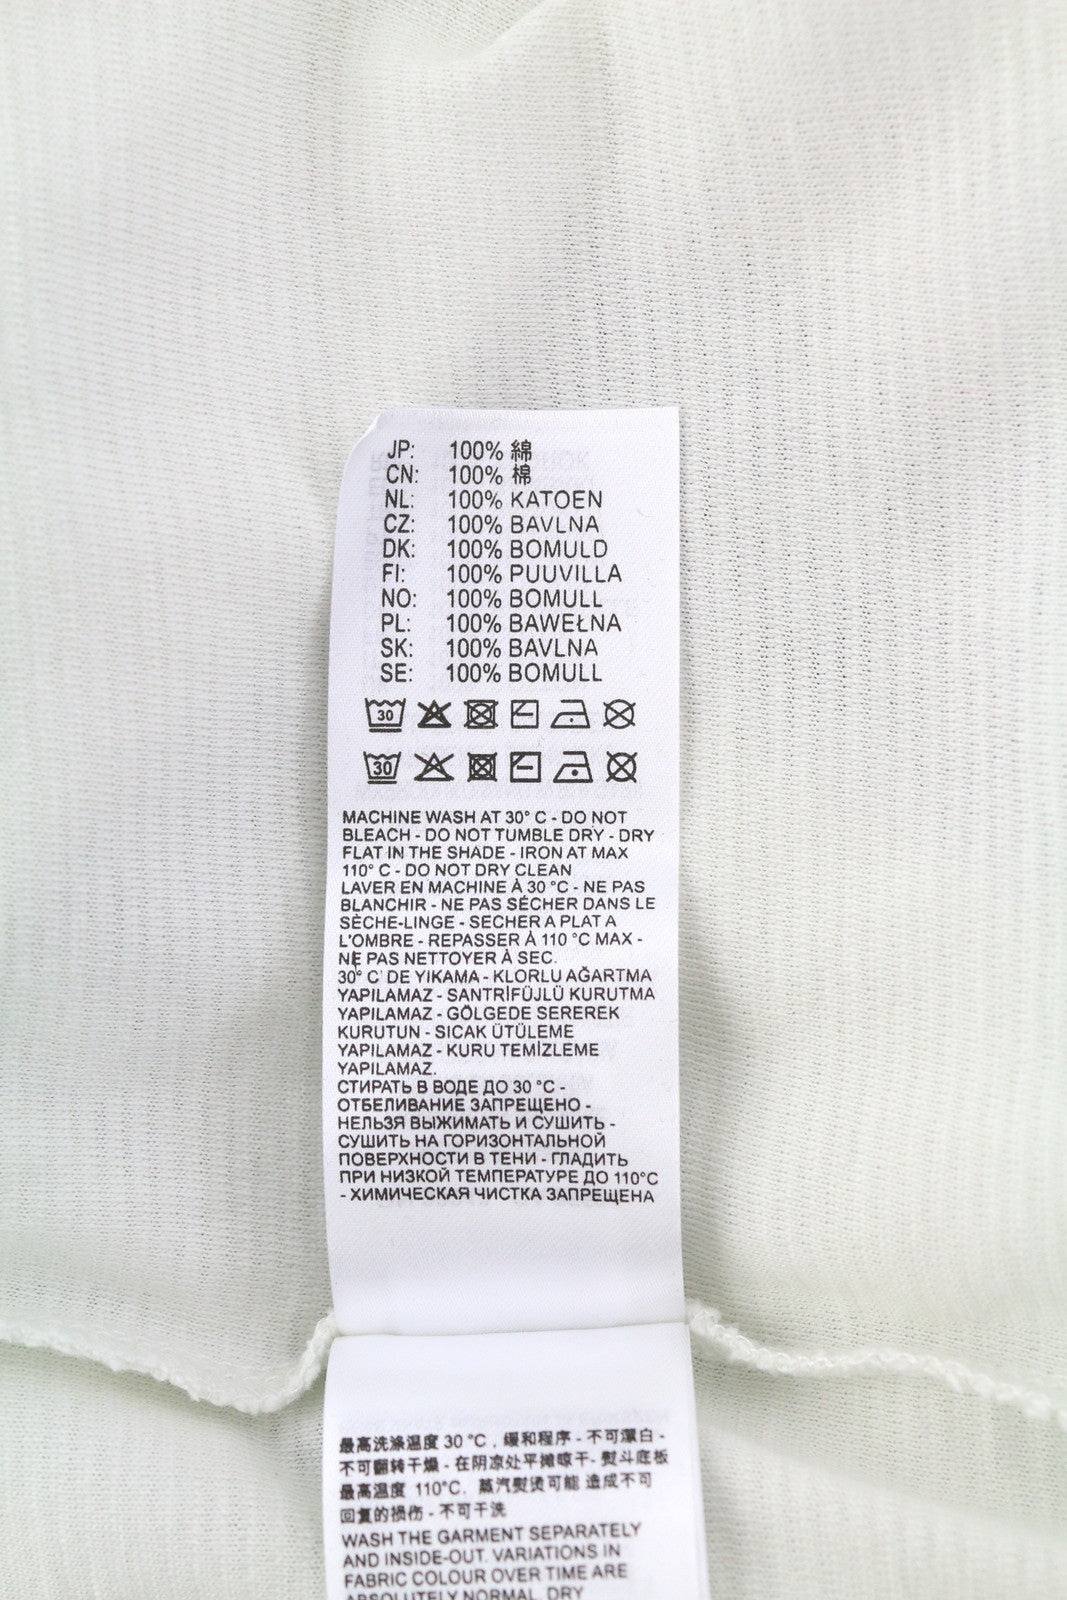 JP: 100% 綿
CN: 100% 棉
NL: 100% KATOEN
CZ: 100% BAVLNA
DK: 100% BOMULD
FI: 100% PUUVILLA
NO: 100% BOMULL
PL: 100% BAWEŁNA
SK: 100% BAVLNA
SE: 100% BOMULL
30
30
MACHINE WASH AT 30° C - DO NOT
BLEACH - DO NOT TUMBLE DRY - DRY
FLAT IN THE SHADE - IRON AT MAX
110° C - DO NOT DRY CLEAN
LAVER EN MACHINE À 30 °C - NE PAS
BLANCHIR - NE PAS SÉCHER DANS LE
SÈCHE-LINGE - SECHER A PLAT A
L'OMBRE - REPASSER À 110 °C MAX -
NE PAS NETTOYER À SEC.
30° C' DE YIKAMA - KLORLU AĞARTMA
YAPILAMAZ - SANTRİFÜJLÜ KURUTMA
YAPILAMAZ - GÖLGEDE SEREREK
KURUTUN - SICAK ÜTÜLEME
YAPILAMAZ - KURU TEMİZLEME
YAPILAMAZ.
СТИРАТЬ В ВОДЕ ДО 30 °C -
ОТБЕЛИВАНИЕ ЗАПРЕЩЕНО -
НЕЛЬЗЯ ВЫЖИМАТЬ И СУШИТЬ -
СУШИТЬ НА ГОРИЗОНТАЛЬНОЙ
ПОВЕРХНОСТИ В ТЕНИ - ГЛАДИТЬ
ПРИ НИЗКОЙ ТЕМПЕРАТУРЕ ДО 110°C
- ХИМИЧЕСКАЯ ЧИСТКА ЗАПРЕЩЕНА
最高洗涤温度 30 °C , 缓和程序 - 不可漂白 -
不可翻转干燥 - 在阴凉处平摊晾干- 熨斗底板
最高温度 110°C. 蒸汽熨烫可能 造成不可
回复的损伤 - 不可干洗
WASH THE GARMENT SEPARATELY
AND INSIDE-OUT. VARIATIONS IN
FABRIC COLOUR OVER TIME ARE
ABSOLUTELY NORMAL. DRY